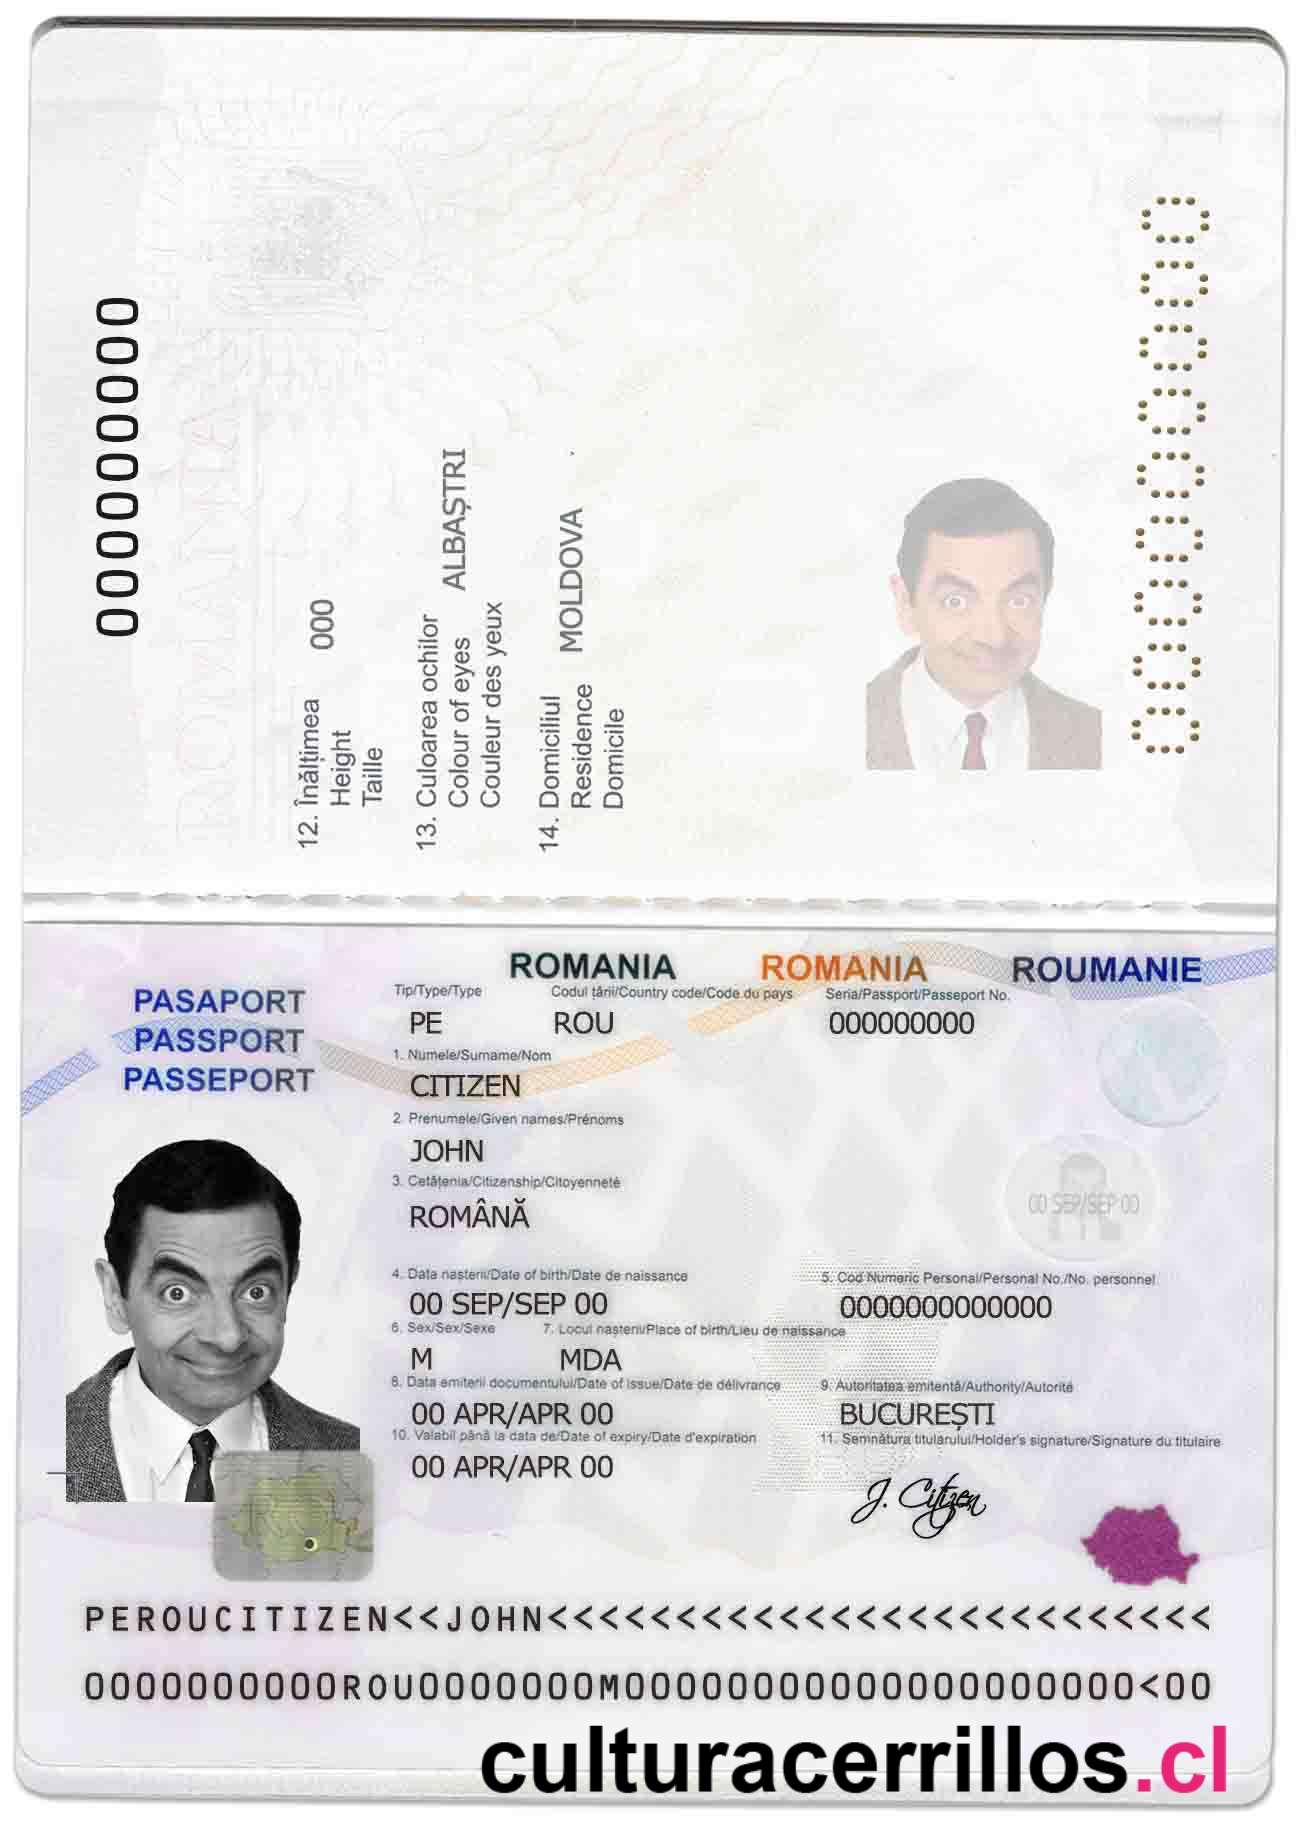 000000000
ROMÂNIA
12. Înălțimea 000
Height
Taille
13. Culoarea ochilor
Colour of eyes ALBAȘTRI
Couleur des yeux
14. Domiciliul
Residence MOLDOVA
Domicile
000000000
ROMANIA ROMANIA ROUMANIE
PASAPORT
PASSPORT
PASSEPORT
Tip/Type/Type Codul țării/Country code/Code du pays Seria/Passport/Passeport No.
PE ROU 000000000
1. Numele/Surname/Nom
CITIZEN
2. Prenumele/Given names/Prénoms
JOHN
3. Cetățenia/Citizenship/Citoyenneté
ROMÂNĂ
00 SEP/SEP 00
4. Data nașterii/Date of birth/Date de naissance 5. Cod Numeric Personal/Personal No./No. personnel
00 SEP/SEP 00 0000000000000
6. Sex/Sex/Sexe 7. Locul nașterii/Place of birth/Lieu de naissance
M MDA
8. Data emiterii documentului/Date of issue/Date de délivrance 9. Autoritatea emitentă/Authority/Autorité
00 APR/APR 00 BUCUREȘTI
10. Valabil până la data de/Date of expiry/Date d'expiration 11. Semnătura titularului/Holder's signature/Signature du titulaire
00 APR/APR 00
J. Citizen
PEROUCITIZEN<<JOHN<<<<<<<<<<<<<<<<<<<<<<<<<<
0000000000ROU0000000M00000000000000000000<00
culturacerrillos.cl